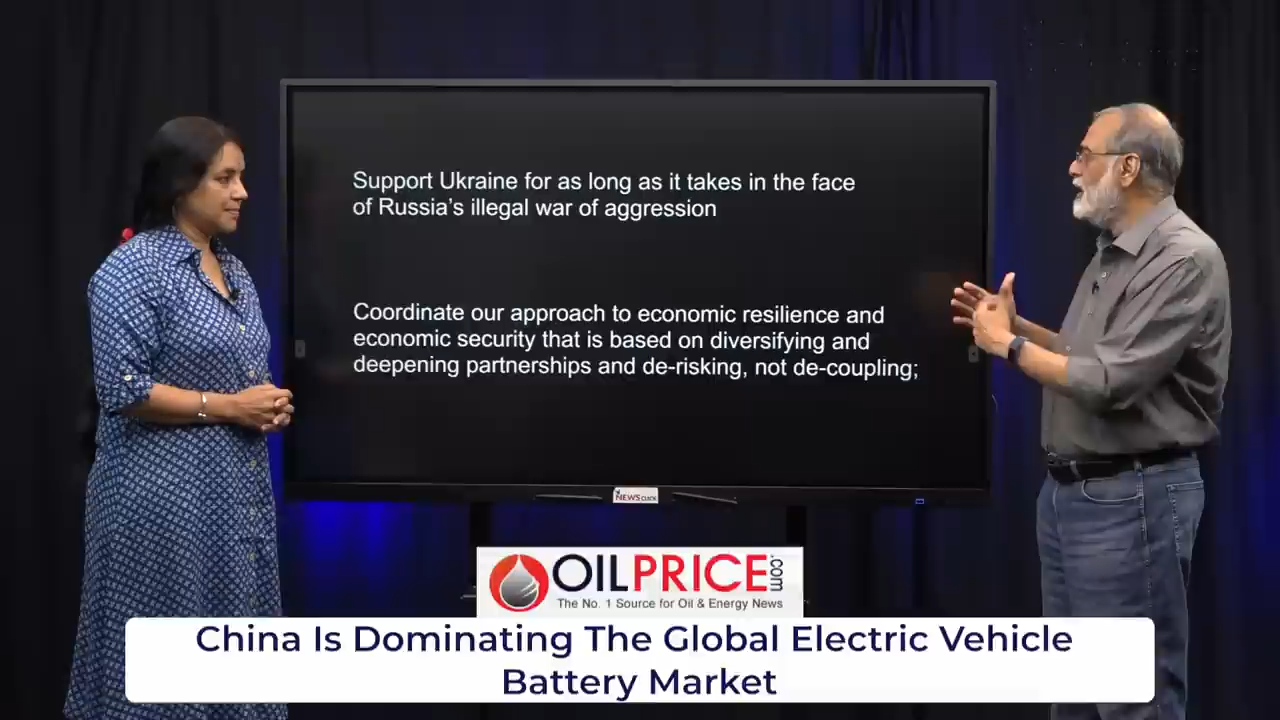 Support Ukraine for as long as it takes in the face
of Russia's illegal war of aggression
Coordinate our approach to economic resilience and
economic security that is based on diversifying and
deepening partnerships and de-risking, not de-coupling;
NEWSCLICK
OILPRICE.com
The No. 1 Source for Oil & Energy News
China Is Dominating The Global Electric Vehicle
Battery Market